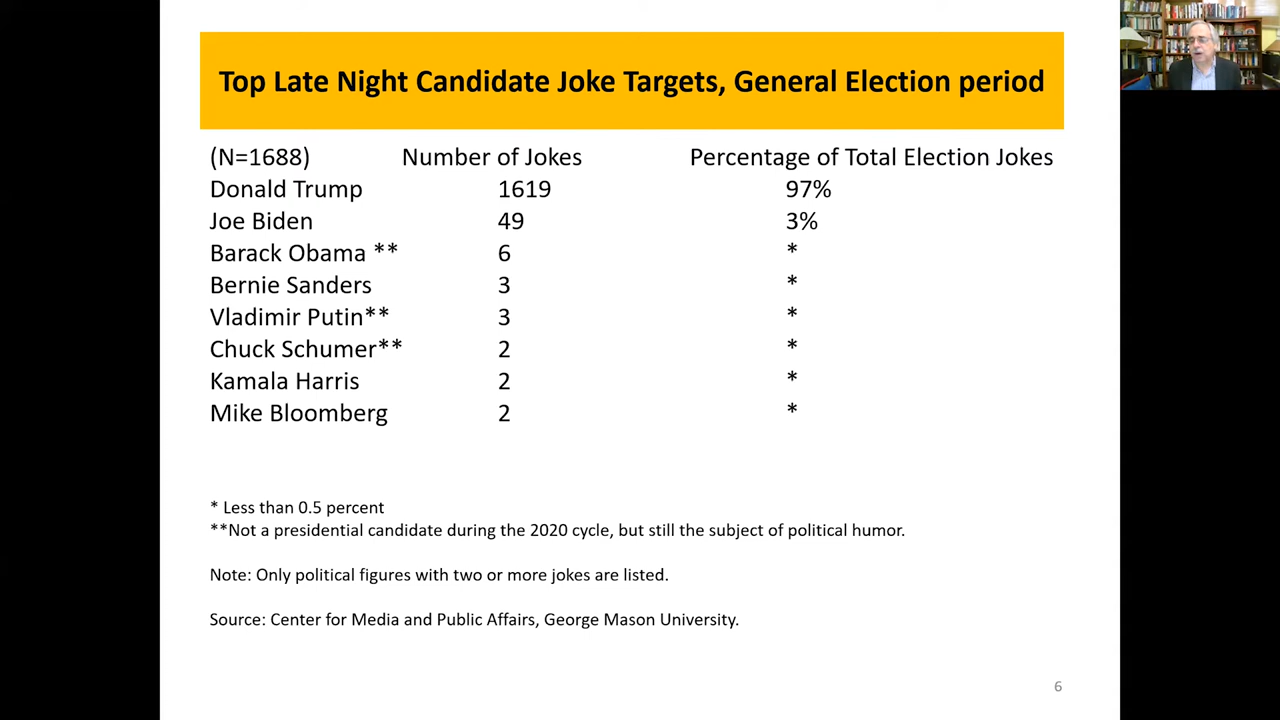 Top Late Night Candidate Joke Targets, General Election period
(N=1688) Number of Jokes Percentage of Total Election Jokes
Donald Trump 1619 97%
Joe Biden 49 3%
Barack Obama ** 6 *
Bernie Sanders 3 *
Vladimir Putin** 3 *
Chuck Schumer** 2 *
Kamala Harris 2 *
Mike Bloomberg 2 *
* Less than 0.5 percent
**Not a presidential candidate during the 2020 cycle, but still the subject of political humor.
Note: Only political figures with two or more jokes are listed.
Source: Center for Media and Public Affairs, George Mason University.
6